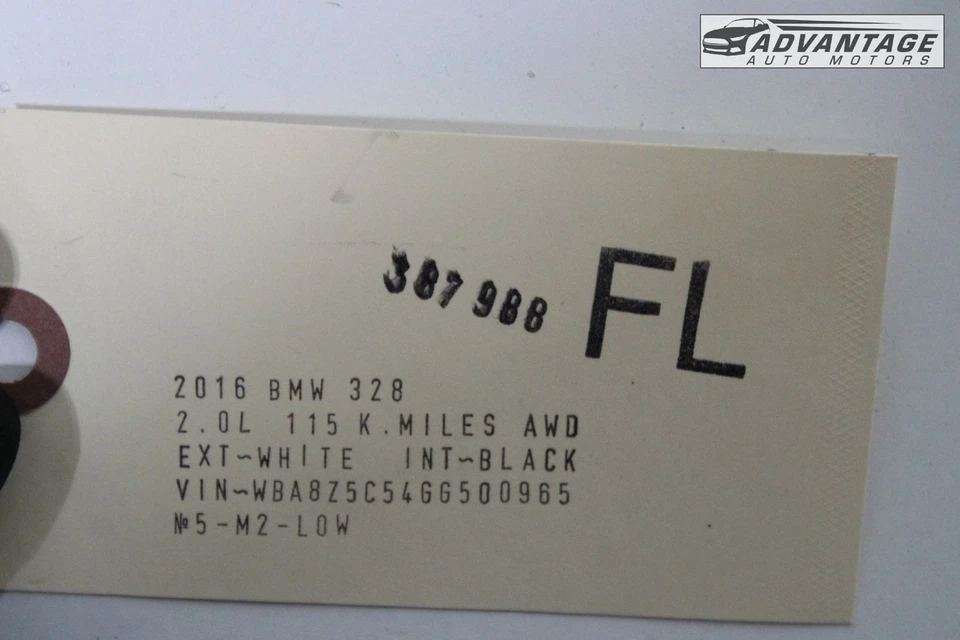 ADVANTAGE
AUTO MOTORS
387988
FL
2016 BMW 328
2.0L 115 K.MILES AWD
EXT~WHITE INT~BLACK
VIN~WBA8Z5C54GG500965
№5-M2-LOW